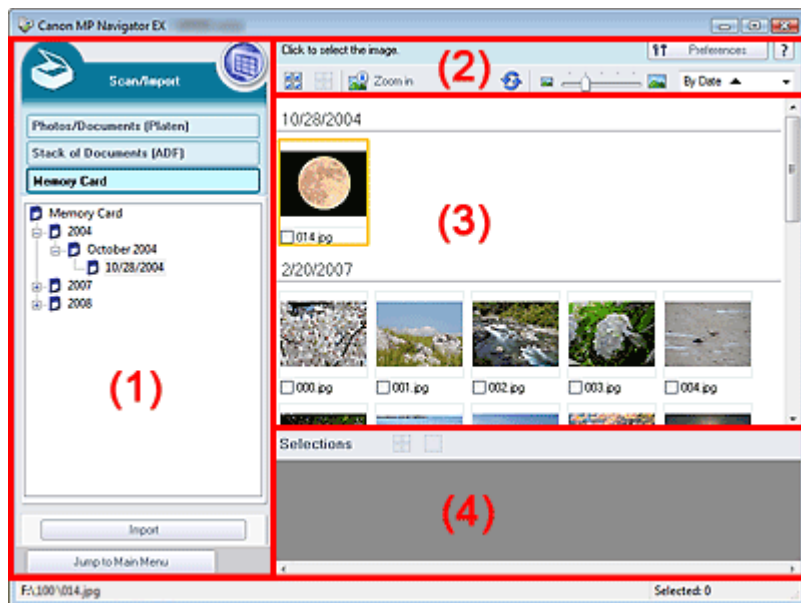 Canon MP Navigator EX
Scan/Import
Photos/Documents (Platen)
Stack of Documents (ADF)
Memory Card
Memory Card
2004
October 2004
10/28/2004
2007
2008
(1)
Import
Jump to Main Menu
Click to select the image.
Preferences
?
Zoom in
(2)
By Date
10/28/2004
014.jpg
(3)
2/20/2007
000.jpg
001.jpg
002.jpg
003.jpg
004.jpg
Selections
(4)
F:\100\014.jpg
Selected: 0